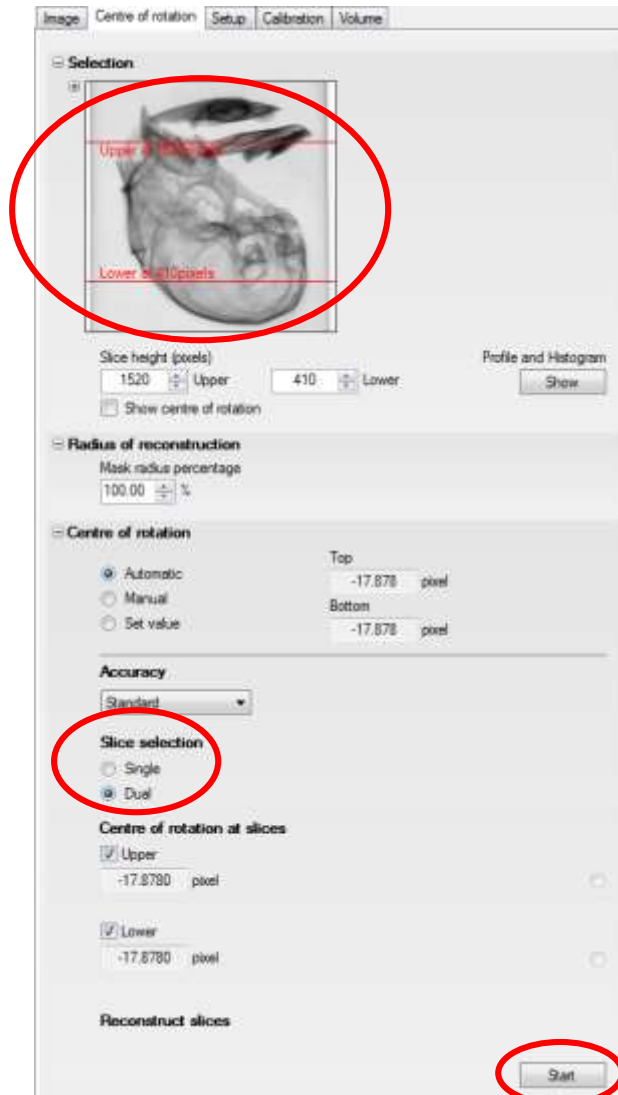 Image Centre of rotation Setup Calibration Volume
Selection
Upper at
Lower at 410pixels
Slice height (pixels) Profile and Histogram
1520 Upper 410 Lower Show
Show centre of rotation
Radius of reconstruction
Mask radius percentage
100.00 %
Centre of rotation
Automatic
Manual
Set value
Top
-17.878 pixel
Bottom
-17.878 pixel
Accuracy
Standard
Slice selection
Single
Dual
Centre of rotation at slices
Upper
-17.8780 pixel
Lower
-17.8780 pixel
Reconstruct slices
Start